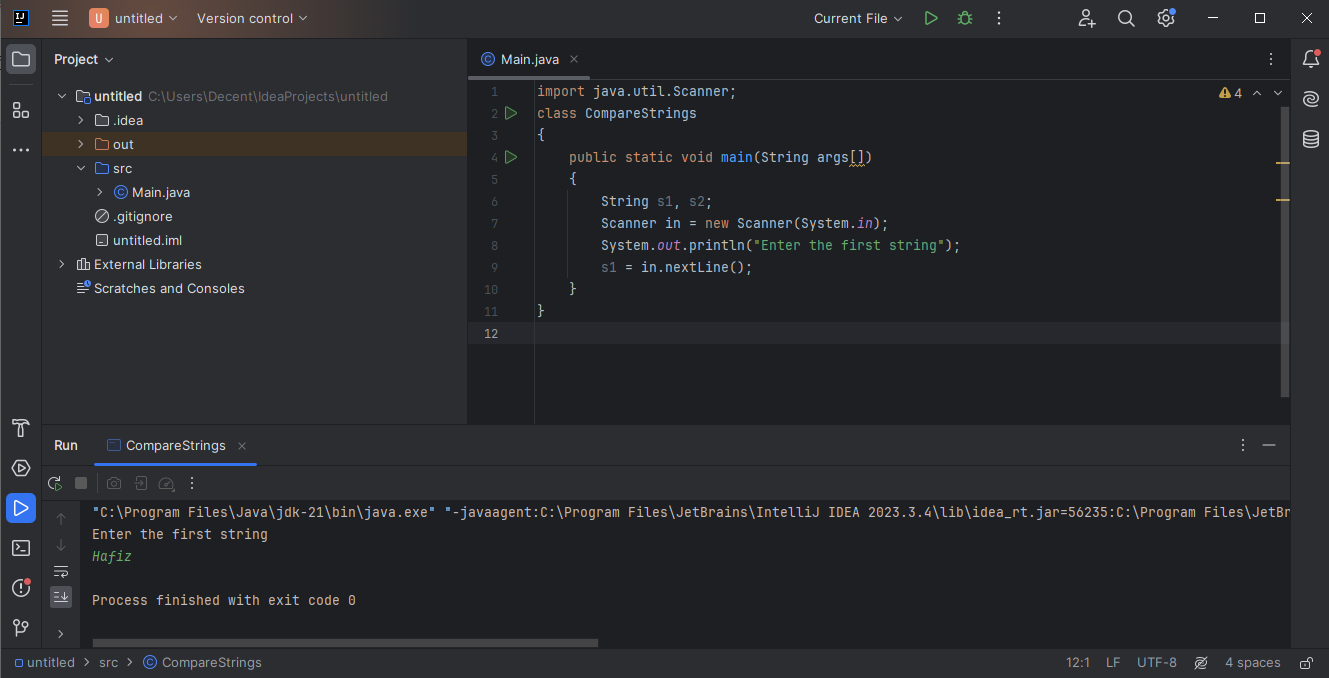 U untitled Version control Current File
Project
Main.java
untitled C:\Users\Decent\IdeaProjects\untitled
.idea
out
src
Main.java
.gitignore
untitled.iml
External Libraries
Scratches and Consoles
4
1 import java.util.Scanner;
2 class CompareStrings
3 {
4 public static void main(String args[])
5 {
6 String s1, s2;
7 Scanner in = new Scanner(System.in);
8 System.out.println("Enter the first string");
9 s1 = in.nextLine();
10 }
11 }
12
Run CompareStrings
"C:\Program Files\Java\jdk-21\bin\java.exe" "-javaagent:C:\Program Files\JetBrains\IntelliJ IDEA 2023.3.4\lib\idea_rt.jar=56235:C:\Program Files\JetBr
Enter the first string
Hafiz
Process finished with exit code 0
untitled > src > CompareStrings 12:1 LF UTF-8 4 spaces